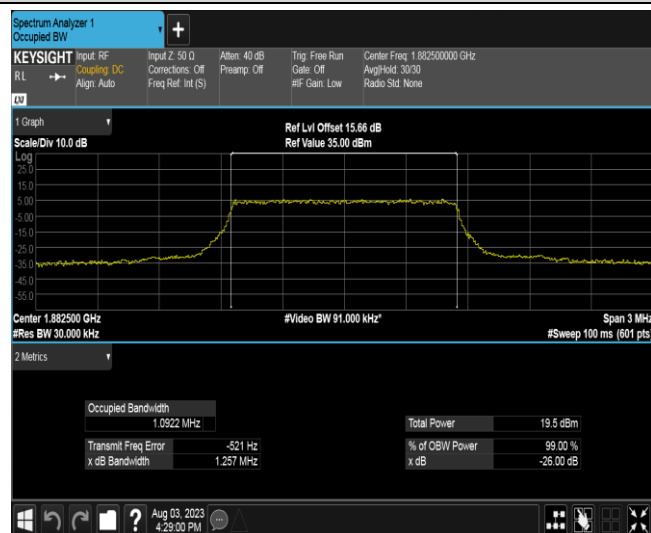 Spectrum Analyzer 1
Occupied BW
+
KEYSIGHT Input: RF Input Z: 50 Ω Atten: 40 dB Trig: Free Run Center Freq: 1.882500000 GHz
RL Coupling: DC Corrections: Off Preamp: Off Gate: Off Avg|Hold: 30/30
Align: Auto Freq Ref: Int (S) #IF Gain: Low Radio Std: None
LXI
1 Graph
Ref Lvl Offset 15.66 dB
Scale/Div 10.0 dB Ref Value 35.00 dBm
Log
25.0
15.0
5.00
-5.00
-15.0
-25.0
-35.0
-45.0
-55.0
Center 1.882500 GHz #Video BW 91.000 kHz* Span 3 MHz
#Res BW 30.000 kHz #Sweep 100 ms (601 pts)
2 Metrics
Occupied Bandwidth
1.0922 MHz Total Power 19.5 dBm
Transmit Freq Error -521 Hz % of OBW Power 99.00 %
x dB Bandwidth 1.257 MHz x dB -26.00 dB
? Aug 03, 2023
4:29:00 PM